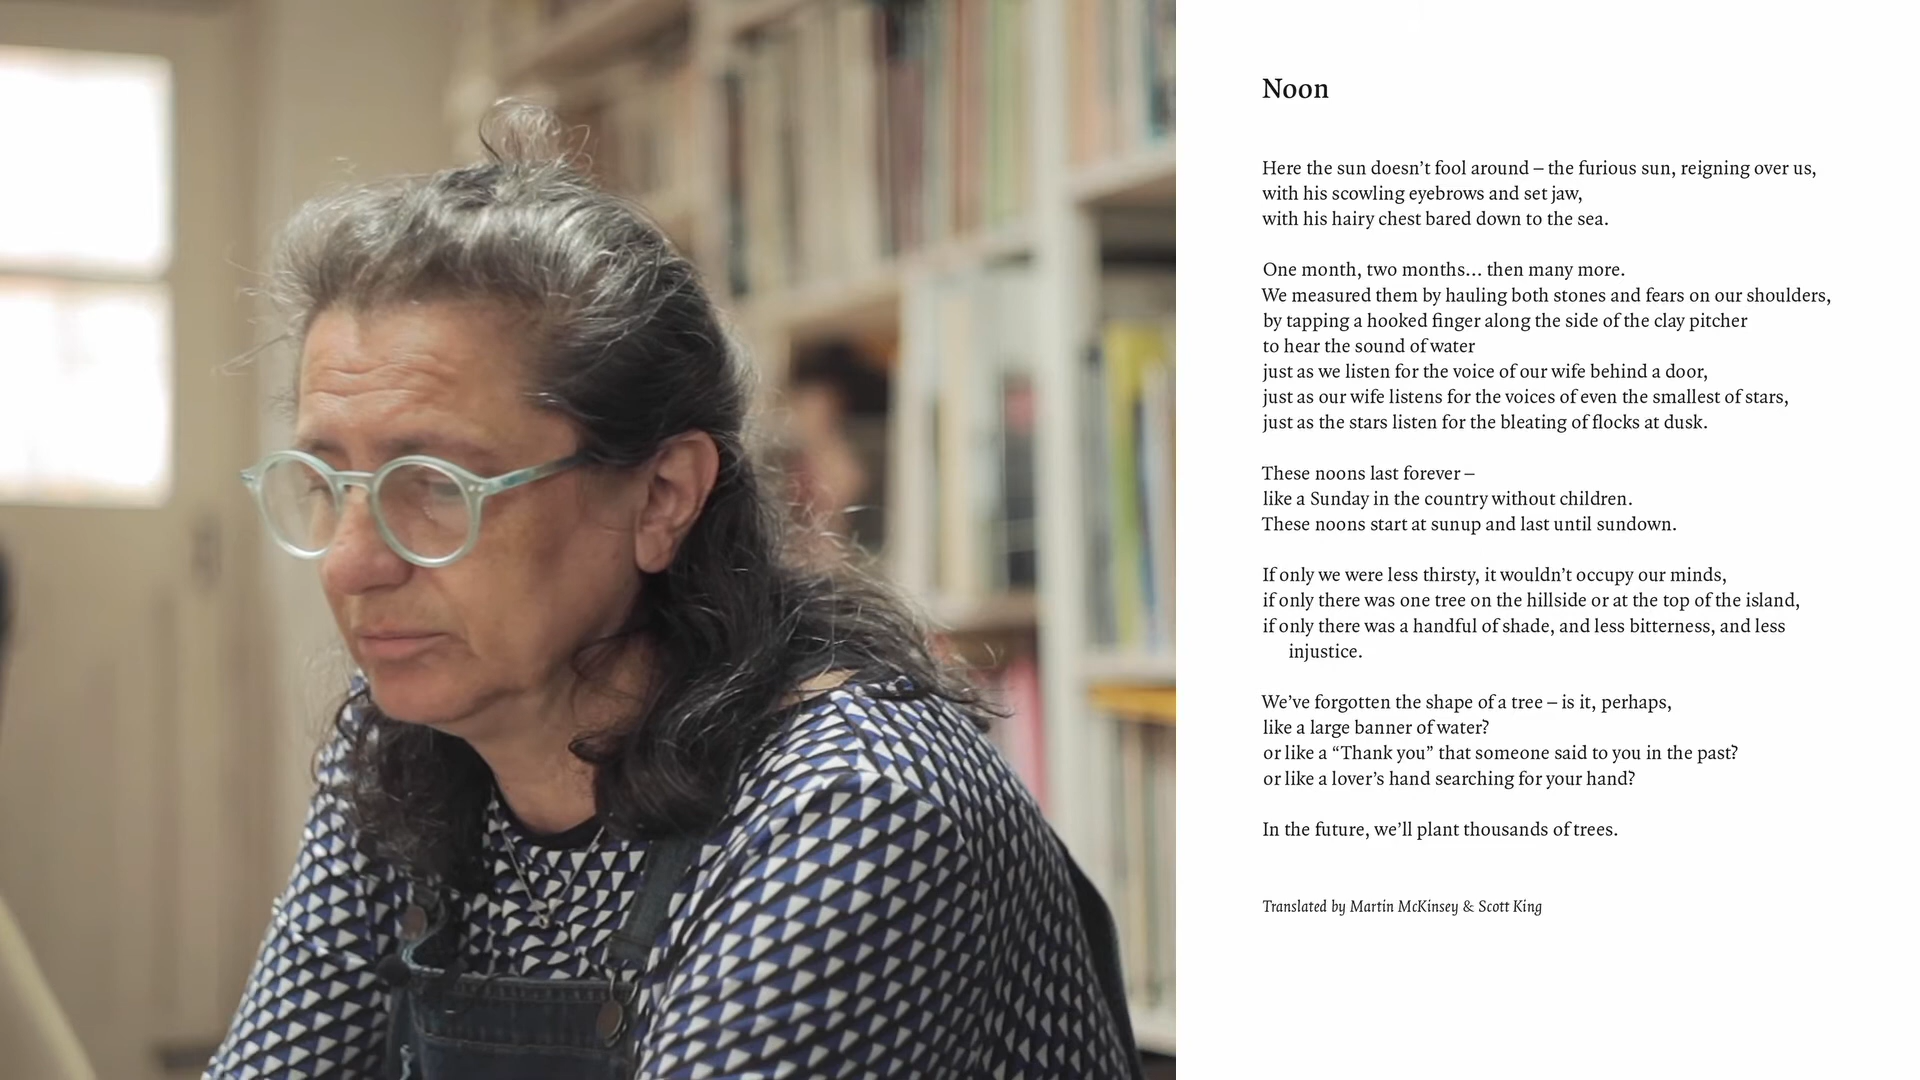 Noon
Here the sun doesn’t fool around – the furious sun, reigning over us,
with his scowling eyebrows and set jaw,
with his hairy chest bared down to the sea.
One month, two months… then many more.
We measured them by hauling both stones and fears on our shoulders,
by tapping a hooked finger along the side of the clay pitcher
to hear the sound of water
just as we listen for the voice of our wife behind a door,
just as our wife listens for the voices of even the smallest of stars,
just as the stars listen for the bleating of flocks at dusk.
These noons last forever –
like a Sunday in the country without children.
These noons start at sunup and last until sundown.
If only we were less thirsty, it wouldn’t occupy our minds,
if only there was one tree on the hillside or at the top of the island,
if only there was a handful of shade, and less bitterness, and less
injustice.
We’ve forgotten the shape of a tree – is it, perhaps,
like a large banner of water?
or like a “Thank you” that someone said to you in the past?
or like a lover’s hand searching for your hand?
In the future, we’ll plant thousands of trees.
Translated by Martin McKinsey & Scott King